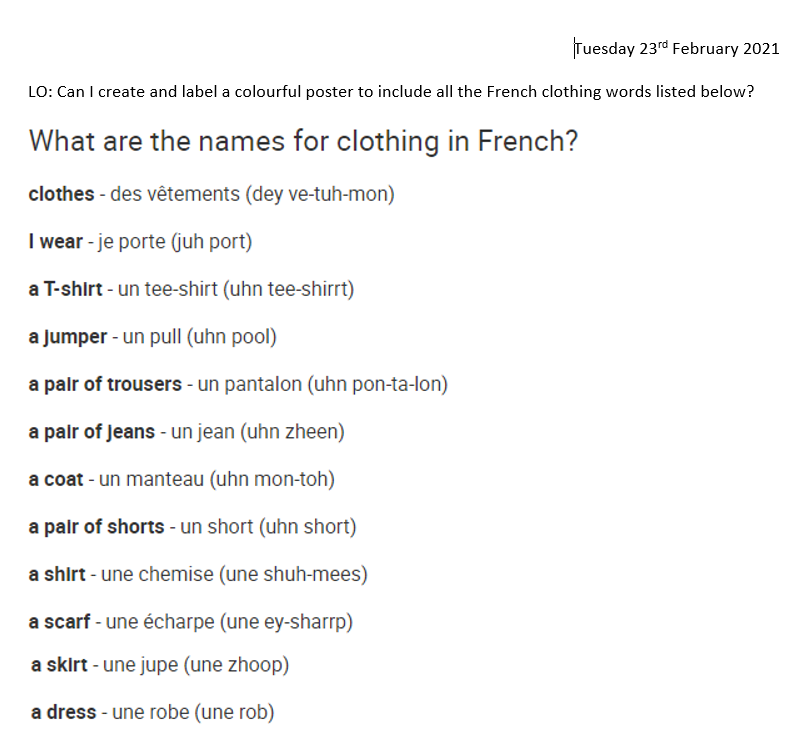 Tuesday 23rd February 2021
LO: Can I create and label a colourful poster to include all the French clothing words listed below?
What are the names for clothing in French?
clothes - des vêtements (dey ve-tuh-mon)
I wear - je porte (juh port)
a T-shirt - un tee-shirt (uhn tee-shirrt)
a jumper - un pull (uhn pool)
a pair of trousers - un pantalon (uhn pon-ta-lon)
a pair of jeans - un jean (uhn zheen)
a coat - un manteau (uhn mon-toh)
a pair of shorts - un short (uhn short)
a shirt - une chemise (une shuh-mees)
a scarf - une écharpe (une ey-sharrp)
a skirt - une jupe (une zhoop)
a dress - une robe (une rob)